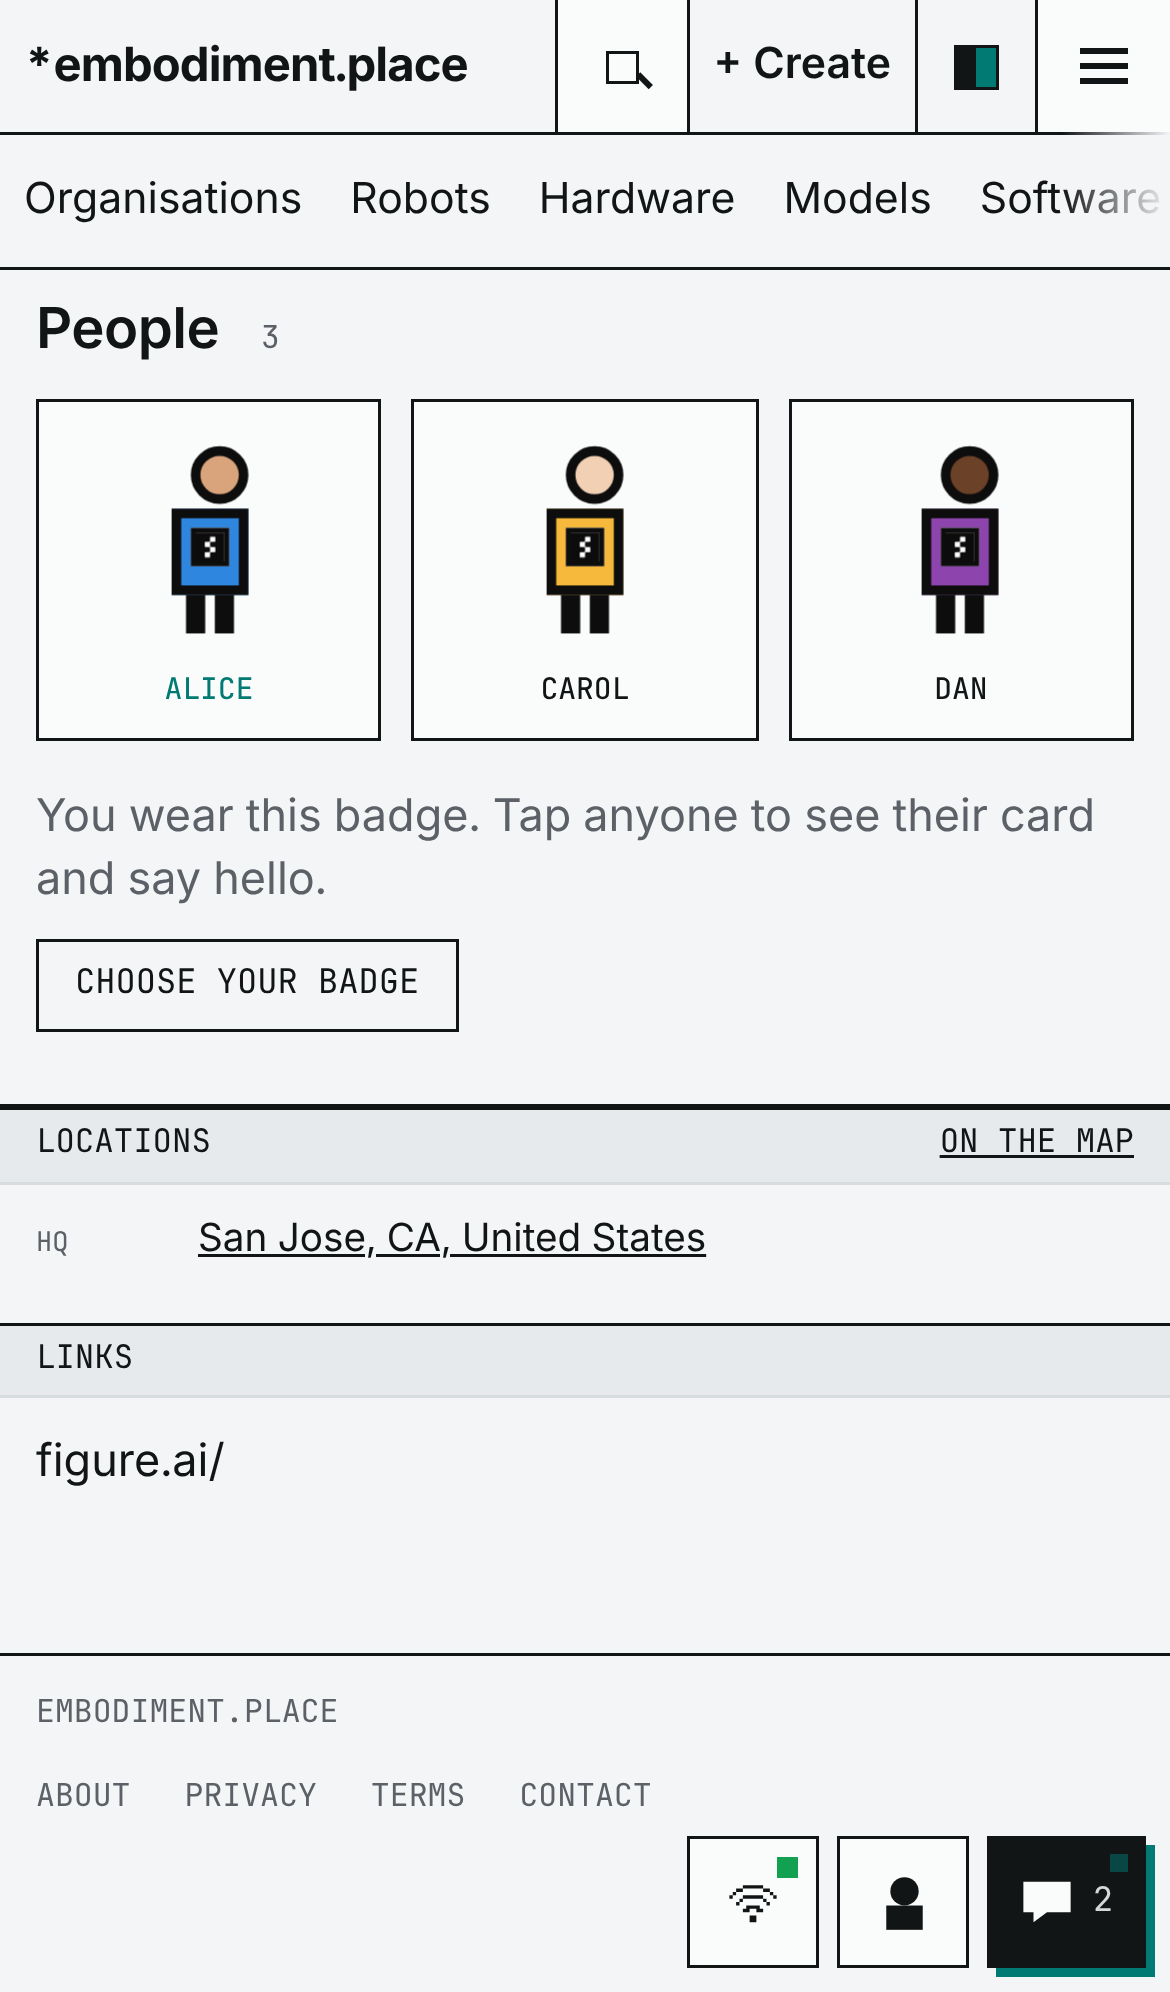 *embodiment.place
+ Create
Organisations Robots Hardware Models Software
People 3
ALICE CAROL DAN
You wear this badge. Tap anyone to see their card
and say hello.
CHOOSE YOUR BADGE
LOCATIONS ON THE MAP
HQ San Jose, CA, United States
LINKS
figure.ai/
EMBODIMENT.PLACE
ABOUT PRIVACY TERMS CONTACT
2